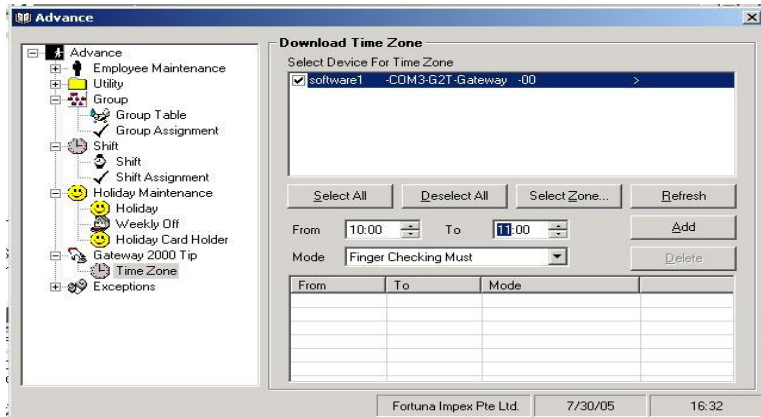 Advance
Advance
Employee Maintenance
Utility
Group
Group Table
Group Assignment
Shift
Shift
Shift Assignment
Holiday Maintenance
Holiday
Weekly Off
Holiday Card Holder
Gateway 2000 Tip
Time Zone
Exceptions
Download Time Zone
Select Device For Time Zone
software1 -COM3-G2T-Gateway -00 >
Select All Deselect All Select Zone... Refresh
From 10:00 To 11:00 Add
Mode Finger Checking Must Delete
From To Mode
Fortuna Impex Pte Ltd. 7/30/05 16:32